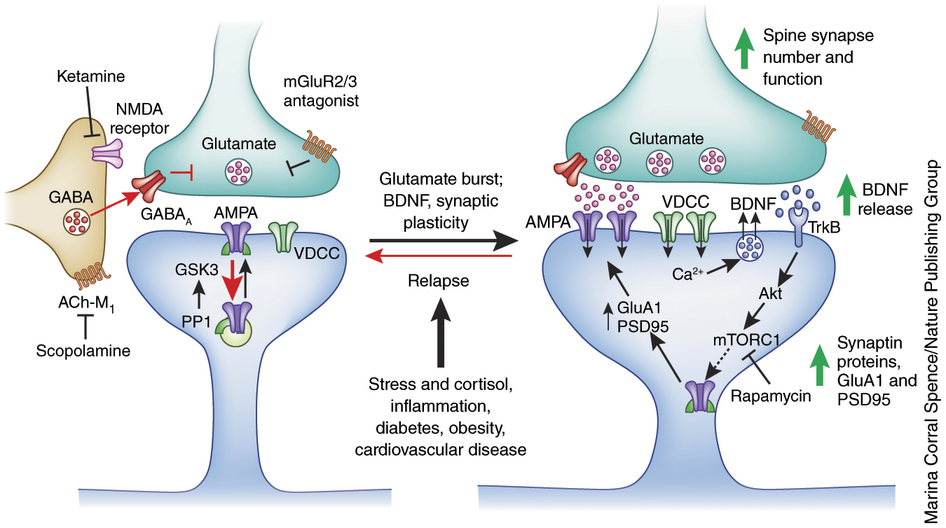 Ketamine
NMDA
receptor
mGluR2/3
antagonist
Glutamate
GABA
GABAA
ACh-M1
Scopolamine
AMPA
VDCC
GSK3
PP1
Glutamate burst;
BDNF, synaptic
plasticity
Relapse
Stress and cortisol,
inflammation,
diabetes, obesity,
cardiovascular disease
Spine synapse
number and
function
Glutamate
AMPA
VDCC
BDNF
TrkB
BDNF
release
Ca²⁺
Akt
GluA1
PSD95
mTORC1
Rapamycin
Synaptin
proteins,
GluA1 and
PSD95
Marina Corral Spence/Nature Publishing Group